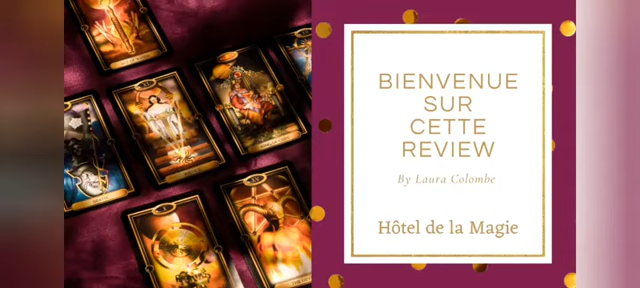 BIENVENUE
SUR
CETTE
REVIEW
By Laura Colombe
Hôtel de la Magie